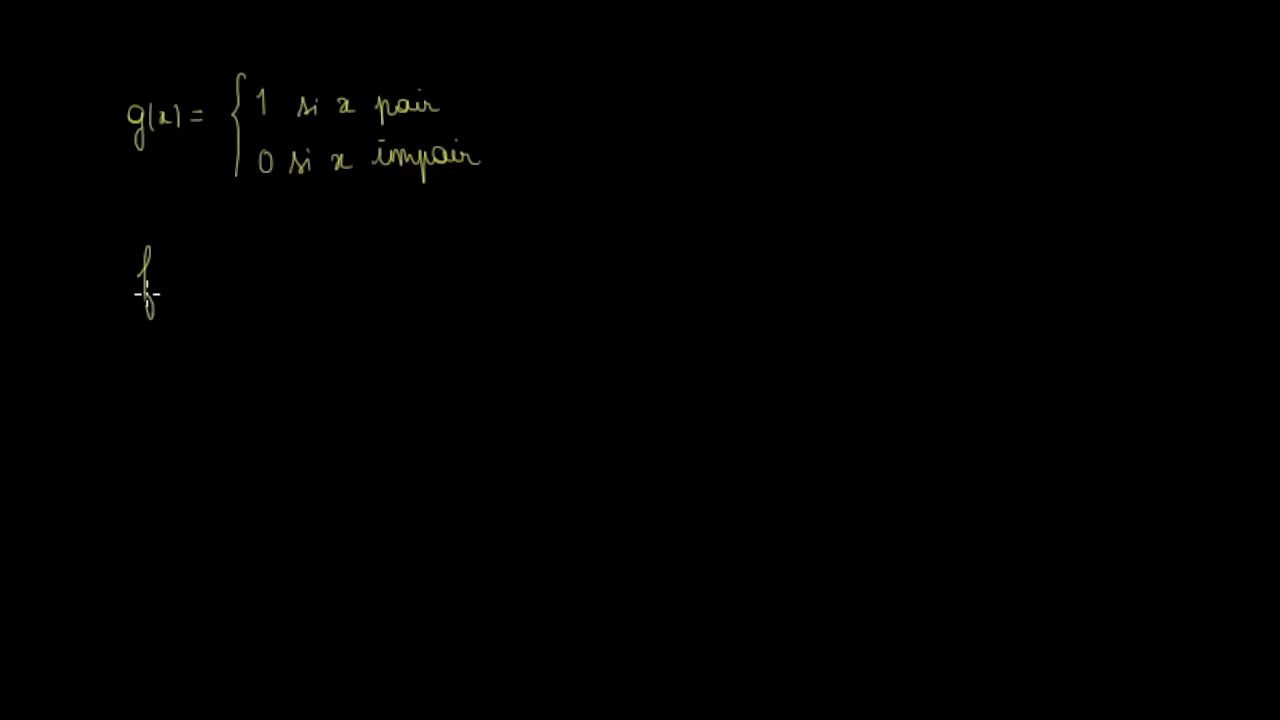 g(x) = { 1 si x pair
0 si x impair
f